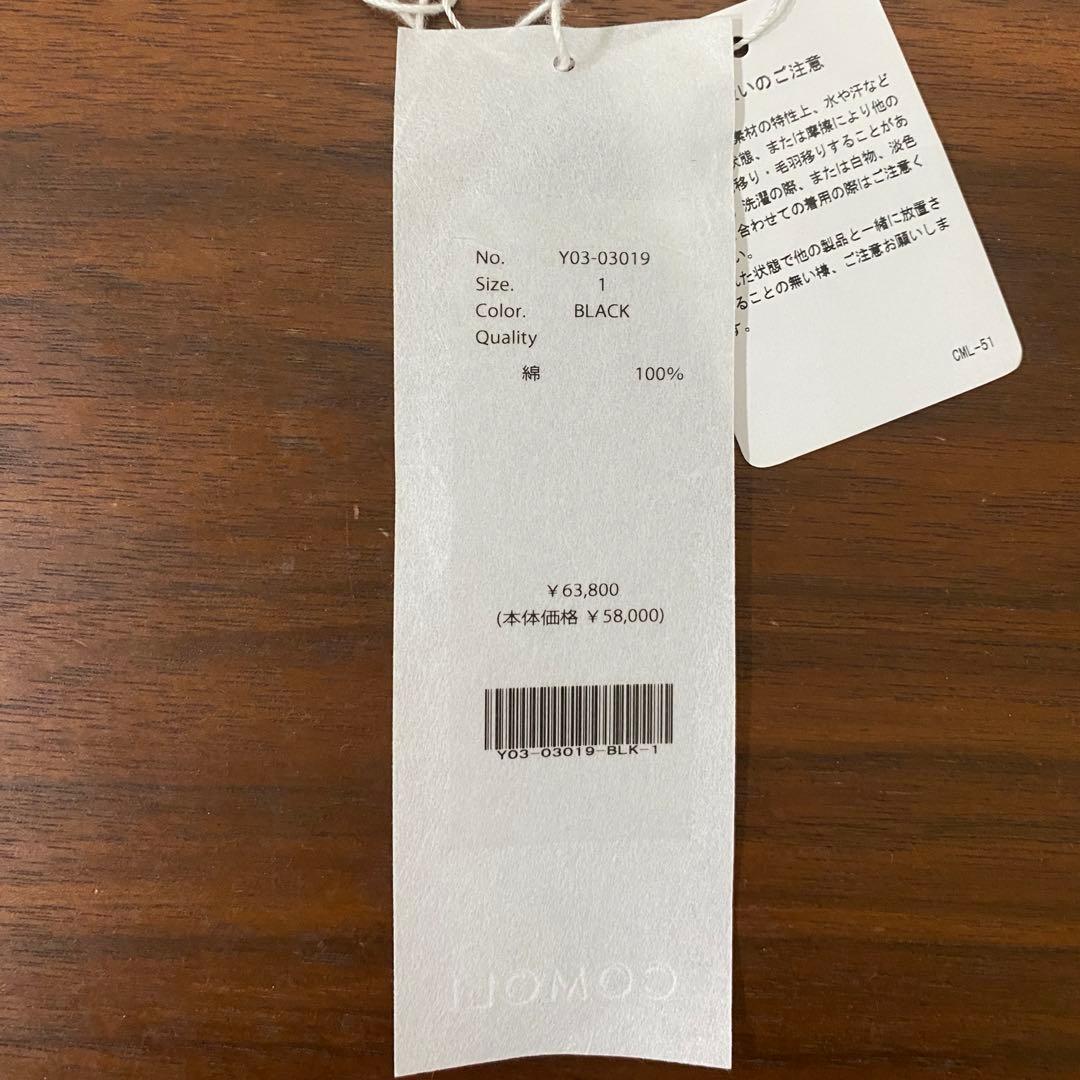 No. Y03-03019
Size. 1
Color. BLACK
Quality
綿 100%
￥63,800
(本体価格 ￥58,000)
Y03-03019-BLK-1
COMOLI
いのご注意
素材の特性上、水や汗など
状態、または摩擦により他の
移り・毛羽移りすることがあ
洗濯の際、または白物、淡色
合わせての着用の際はご注意く
い。
た状態で他の製品と一緒に放置さ
ることの無い様、ご注意お願いしま
す。
CML-51